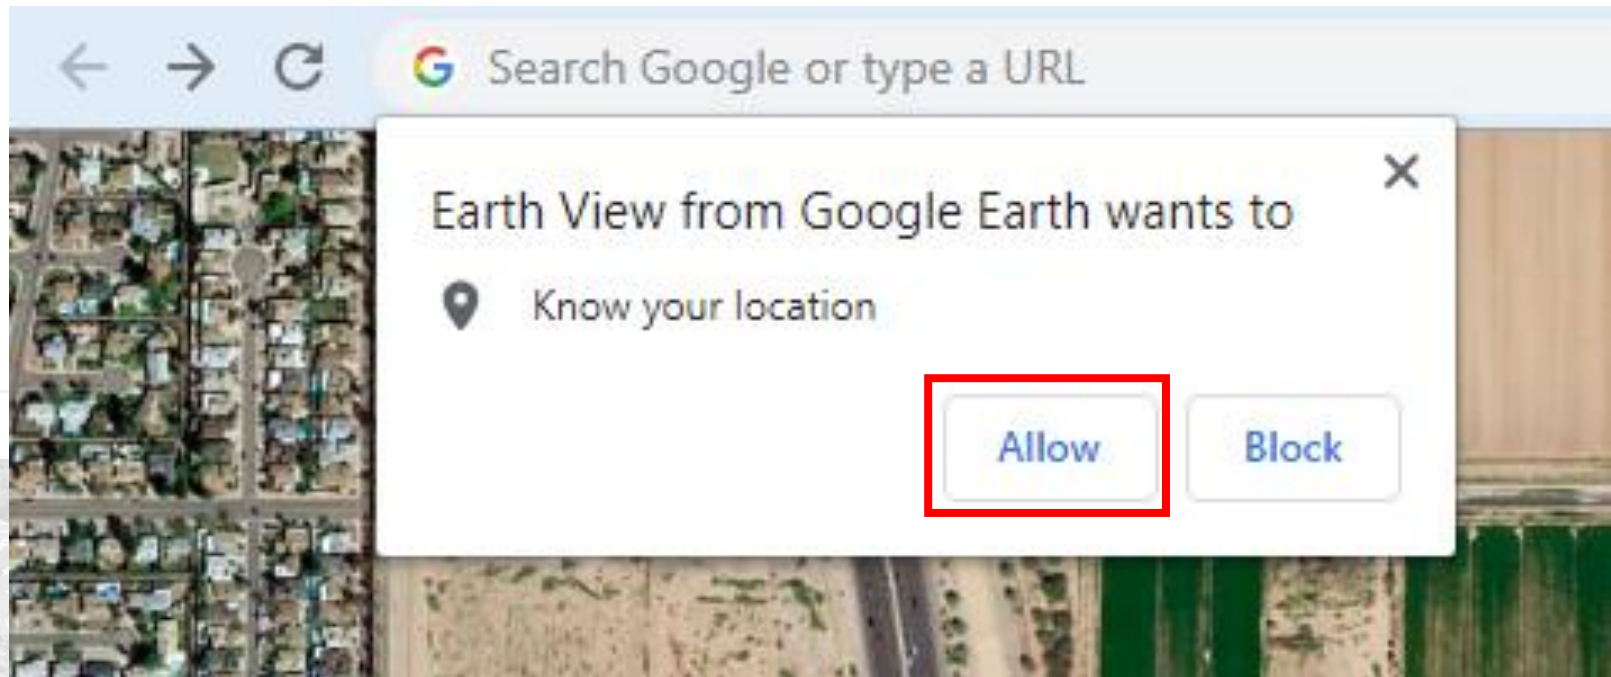 Search Google or type a URL
Earth View from Google Earth wants to
Know your location
Allow
Block